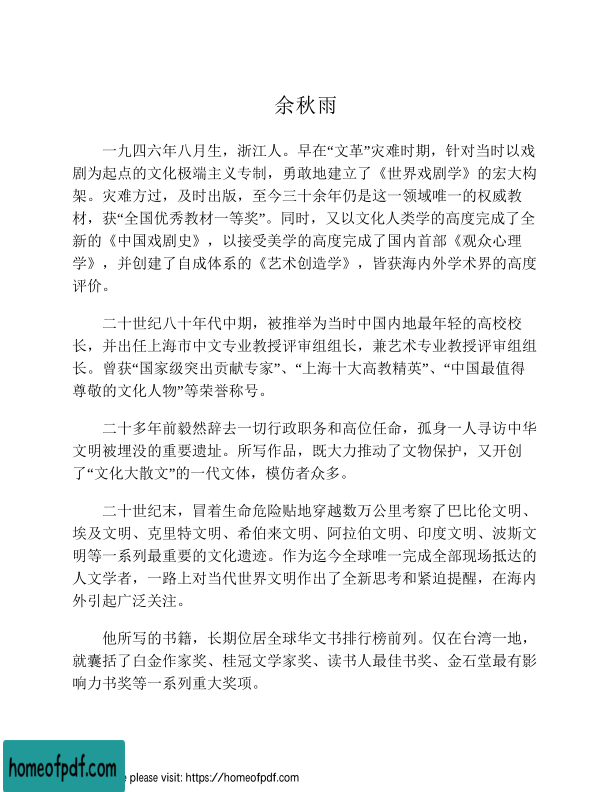 余秋雨
一九四六年八月生，浙江人。早在“文革”灾难时期，针对当时以戏
剧为起点的文化极端主义专制，勇敢地建立了《世界戏剧学》的宏大构
架。灾难方过，及时出版，至今三十余年仍是这一领域唯一的权威教
材，获“全国优秀教材一等奖”。同时，又以文化人类学的高度完成了全
新的《中国戏剧史》，以接受美学的高度完成了国内首部《观众心理
学》，并创建了自成体系的《艺术创造学》，皆获海内外学术界的高度
评价。
二十世纪八十年代中期，被推举为当时中国内地最年轻的高校校
长，并出任上海市中文专业教授评审组组长，兼艺术专业教授评审组组
长。曾获“国家级突出贡献专家”、“上海十大高教精英”、“中国最值得
尊敬的文化人物”等荣誉称号。
二十多年前毅然辞去一切行政职务和高位任命，孤身一人寻访中华
文明被埋没的重要遗址。所写作品，既大力推动了文物保护，又开创
了“文化大散文”的一代文体，模仿者众多。
二十世纪末，冒着生命危险贴地穿越数万公里考察了巴比伦文明、
埃及文明、克里特文明、希伯来文明、阿拉伯文明、印度文明、波斯文
明等一系列最重要的文化遗迹。作为迄今全球唯一完成全部现场抵达的
人文学者，一路上对当代世界文明作出了全新思考和紧迫提醒，在海内
外引起广泛关注。
他所写的书籍，长期位居全球华文书排行榜前列。仅在台湾一地，
就囊括了白金作家奖、桂冠文学家奖、读书人最佳书奖、金石堂最有影
响力书奖等一系列重大奖项。
homeofpdf.com
please visit: https://homeofpdf.com